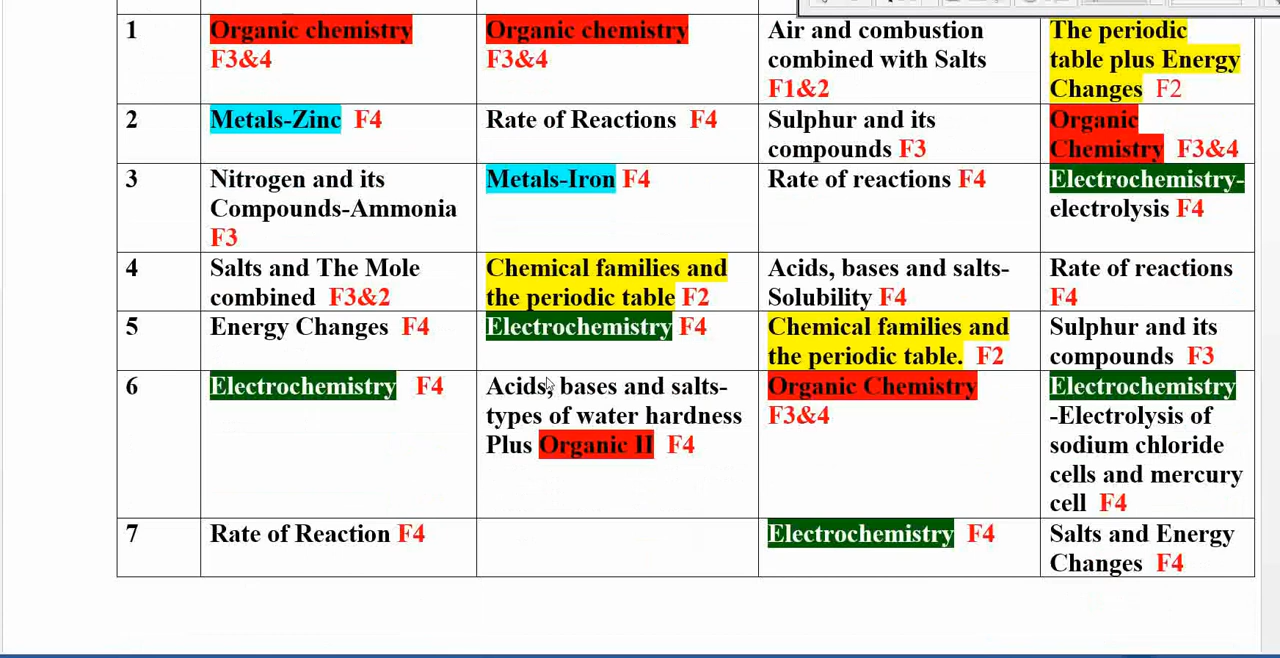 1
Organic chemistry
F3&4
Organic chemistry
F3&4
Air and combustion
combined with Salts
F1&2
The periodic
table plus Energy
Changes F2
2
Metals-Zinc F4
Rate of Reactions F4
Sulphur and its
compounds F3
Organic
Chemistry F3&4
3
Nitrogen and its
Compounds-Ammonia
F3
Metals-Iron F4
Rate of reactions F4
Electrochemistry-
electrolysis F4
4
Salts and The Mole
combined F3&2
Chemical families and
the periodic table F2
Acids, bases and salts-
Solubility F4
Rate of reactions
F4
5
Energy Changes F4
Electrochemistry F4
Chemical families and
the periodic table. F2
Sulphur and its
compounds F3
6
Electrochemistry F4
Acids, bases and salts-
types of water hardness
Plus Organic II F4
Organic Chemistry
F3&4
Electrochemistry
-Electrolysis of
sodium chloride
cells and mercury
cell F4
7
Rate of Reaction F4
Electrochemistry F4
Salts and Energy
Changes F4